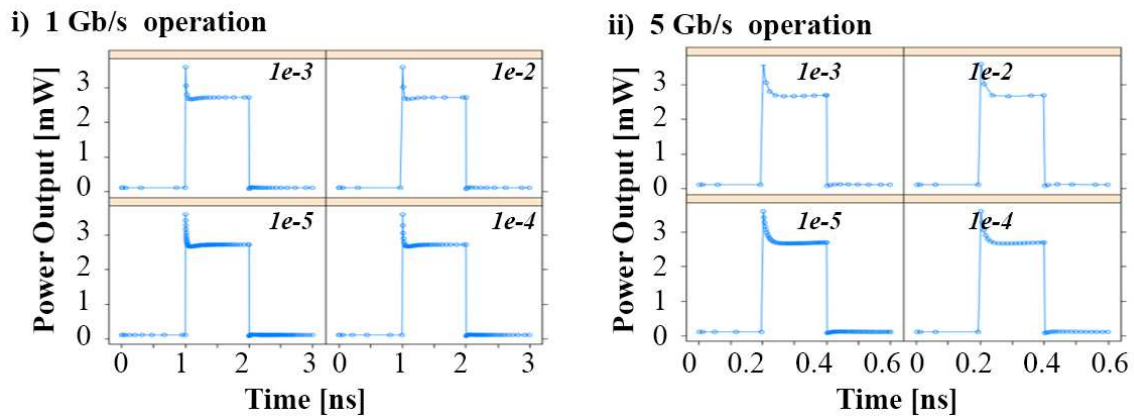 i) 1 Gb/s operation
ii) 5 Gb/s operation
Power Output [mW]
3
2
1
0
1e-3
1e-2
3
2
1
0
1e-5
1e-4
0 1 2 3 0 1 2 3
Time [ns]
Power Output [mW]
3
2
1
0
1e-3
1e-2
3
2
1
0
1e-5
1e-4
0 0.2 0.4 0.6 0 0.2 0.4 0.6
Time [ns]